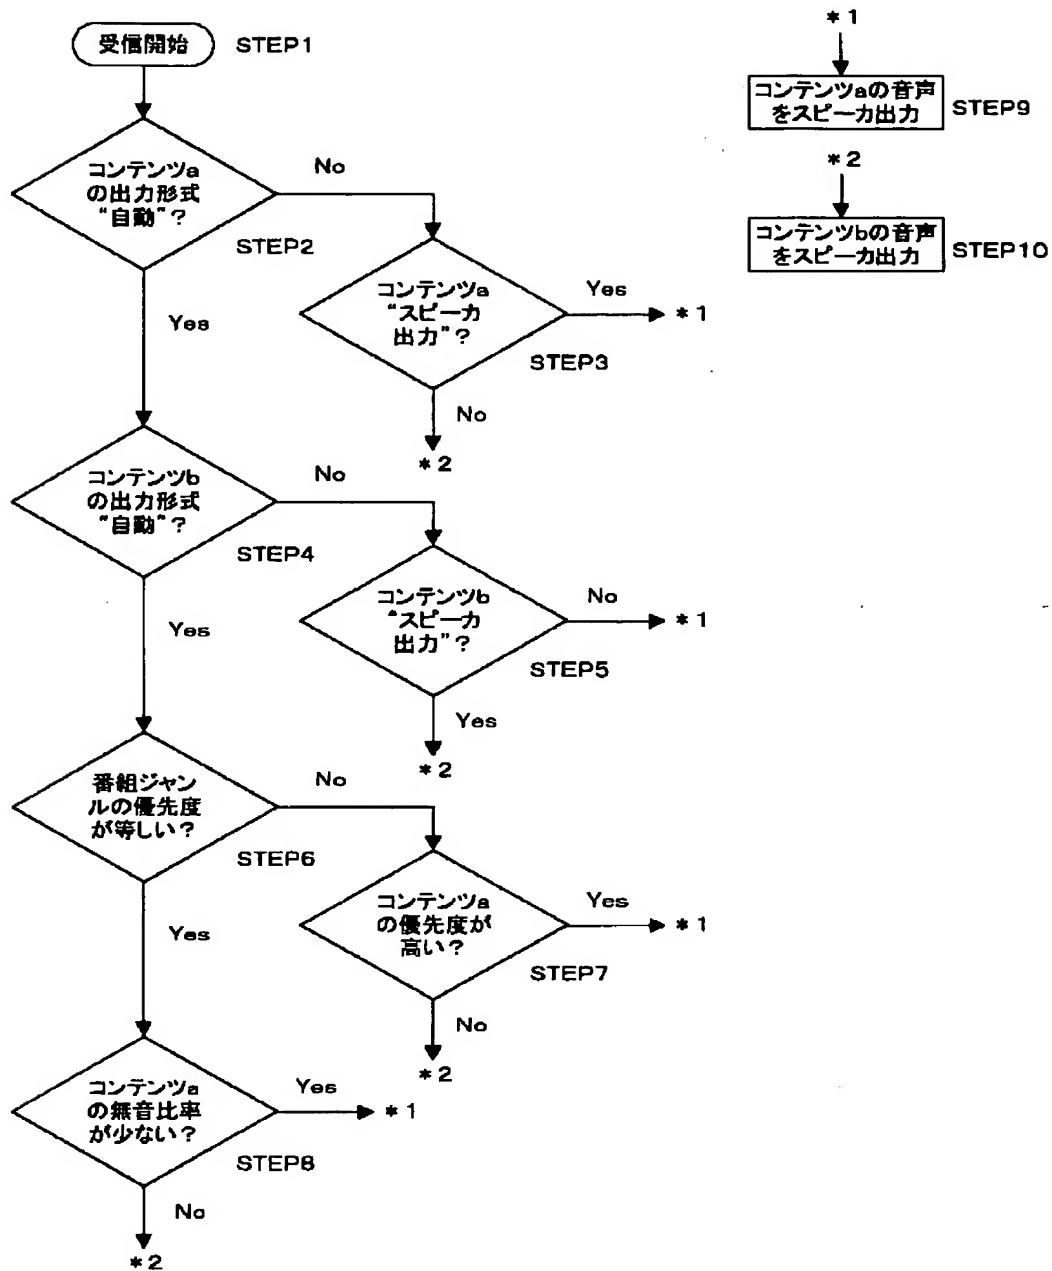 受信開始
STEP1
コンテンツa
の出力形式
“自動”?
STEP2
No
Yes
コンテンツa
“スピーカ
出力”?
STEP3
Yes
*1
No
*2
コンテンツb
の出力形式
“自動”?
STEP4
No
Yes
コンテンツb
“スピーカ
出力”?
STEP5
No
*1
Yes
*2
番組ジャン
ルの優先度
が等しい?
STEP6
No
Yes
コンテンツa
の優先度が
高い?
STEP7
Yes
*1
No
*2
コンテンツa
の無音比率
が少ない?
STEP8
Yes
*1
No
*2
*1
コンテンツaの音声
をスピーカ出力
STEP9
*2
コンテンツbの音声
をスピーカ出力
STEP10